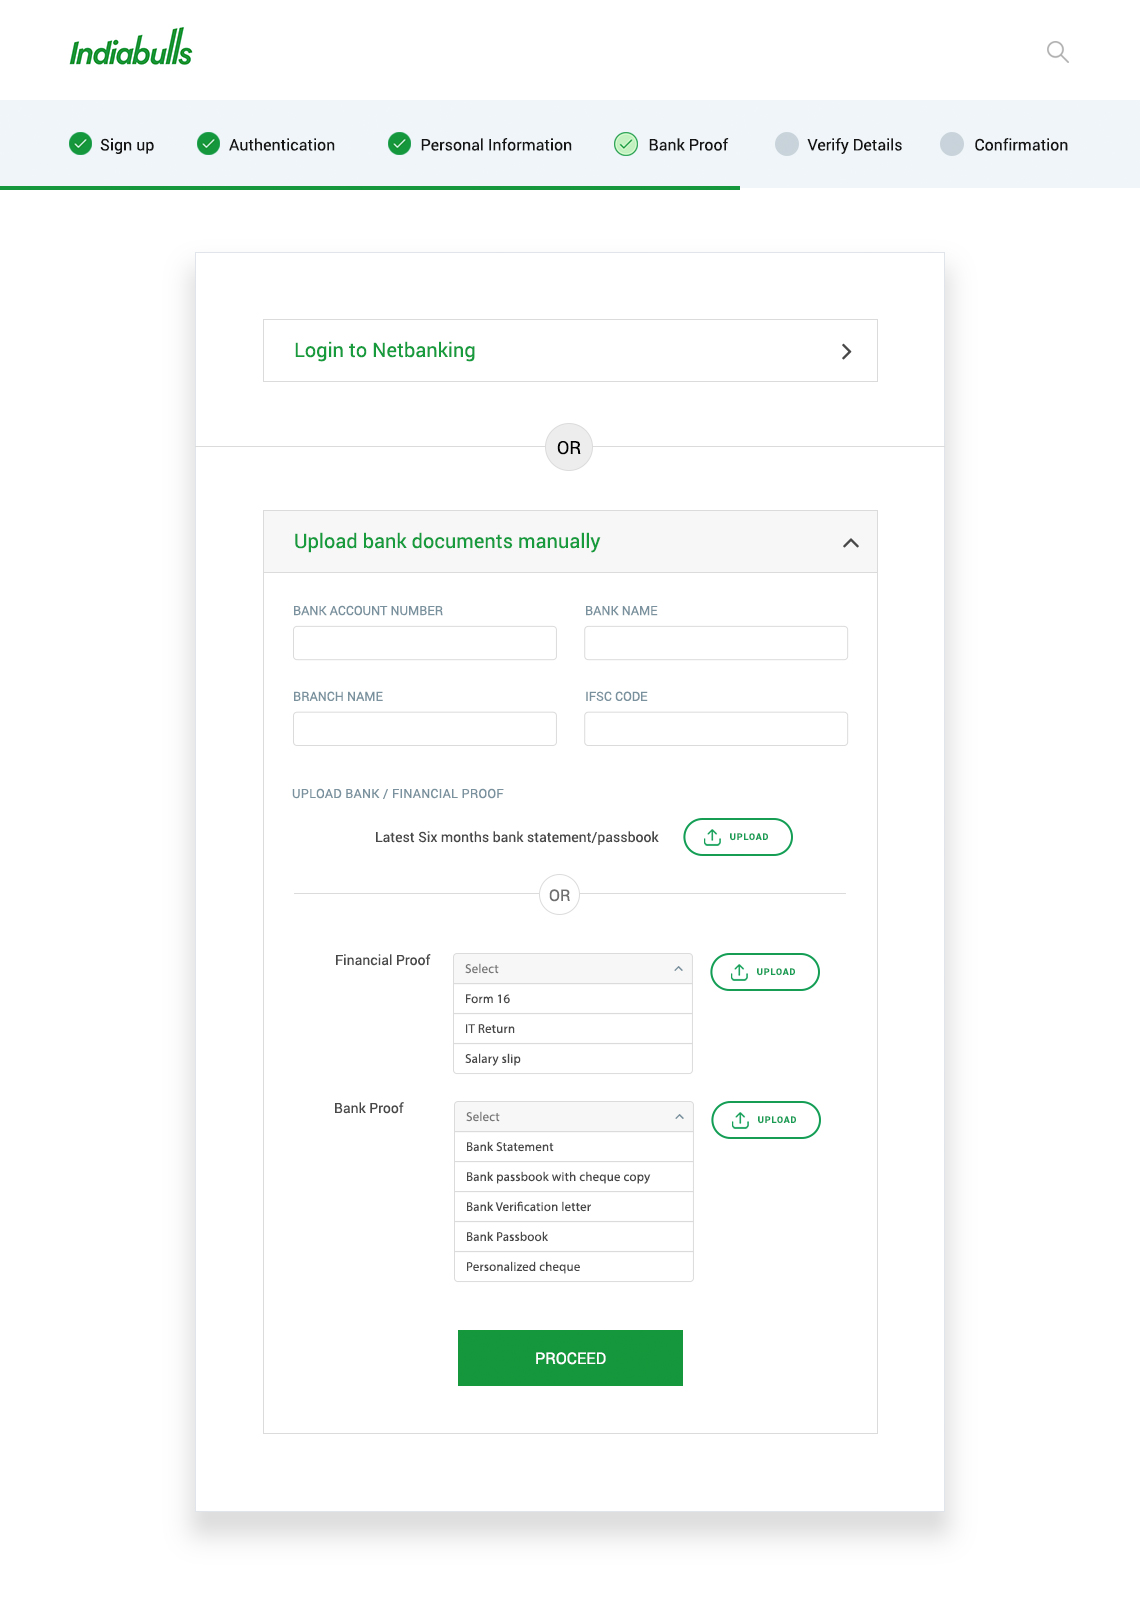 Indiabulls
Sign up Authentication Personal Information Bank Proof Verify Details Confirmation
Login to Netbanking
OR
Upload bank documents manually
BANK ACCOUNT NUMBER BANK NAME
BRANCH NAME IFSC CODE
UPLOAD BANK / FINANCIAL PROOF
Latest Six months bank statement/passbook UPLOAD
OR
Financial Proof Select UPLOAD
Form 16
IT Return
Salary slip
Bank Proof Select UPLOAD
Bank Statement
Bank passbook with cheque copy
Bank Verification letter
Bank Passbook
Personalized cheque
PROCEED